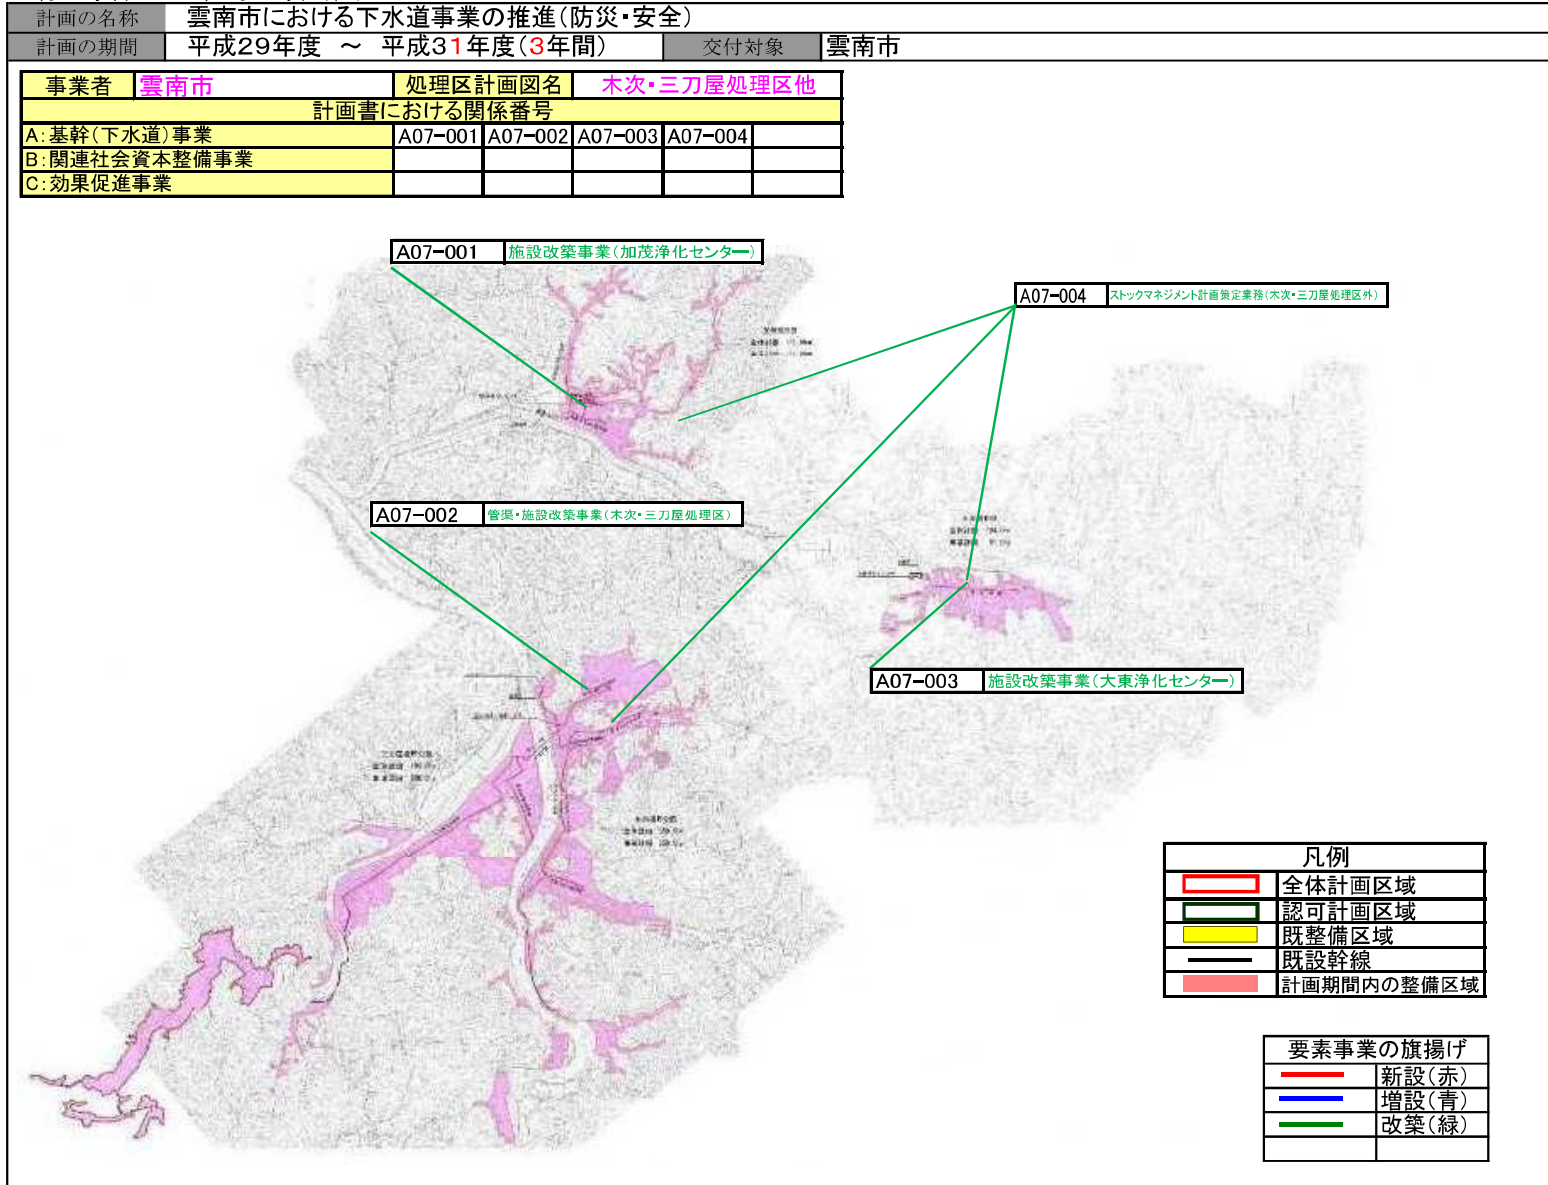 計画の名称 雲南市における下水道事業の推進(防災・安全)
計画の期間 平成29年度 ~ 平成31年度(3年間) 交付対象 雲南市
事業者 雲南市 処理区計画図名 木次・三刀屋処理区他
計画書における関係番号
A:基幹(下水道)事業 A07-001 A07-002 A07-003 A07-004
B:関連社会資本整備事業
C:効果促進事業
A07-001 施設改築事業(加茂浄化センター)
A07-004 ストックマネジメント計画策定業務(木次・三刀屋処理区外)
A07-002 管渠・施設改築事業(木次・三刀屋処理区)
A07-003 施設改築事業(大東浄化センター)
凡例
全体計画区域
認可計画区域
既整備区域
既設幹線
計画期間内の整備区域
要素事業の旗揚げ
新設(赤)
増設(青)
改築(緑)